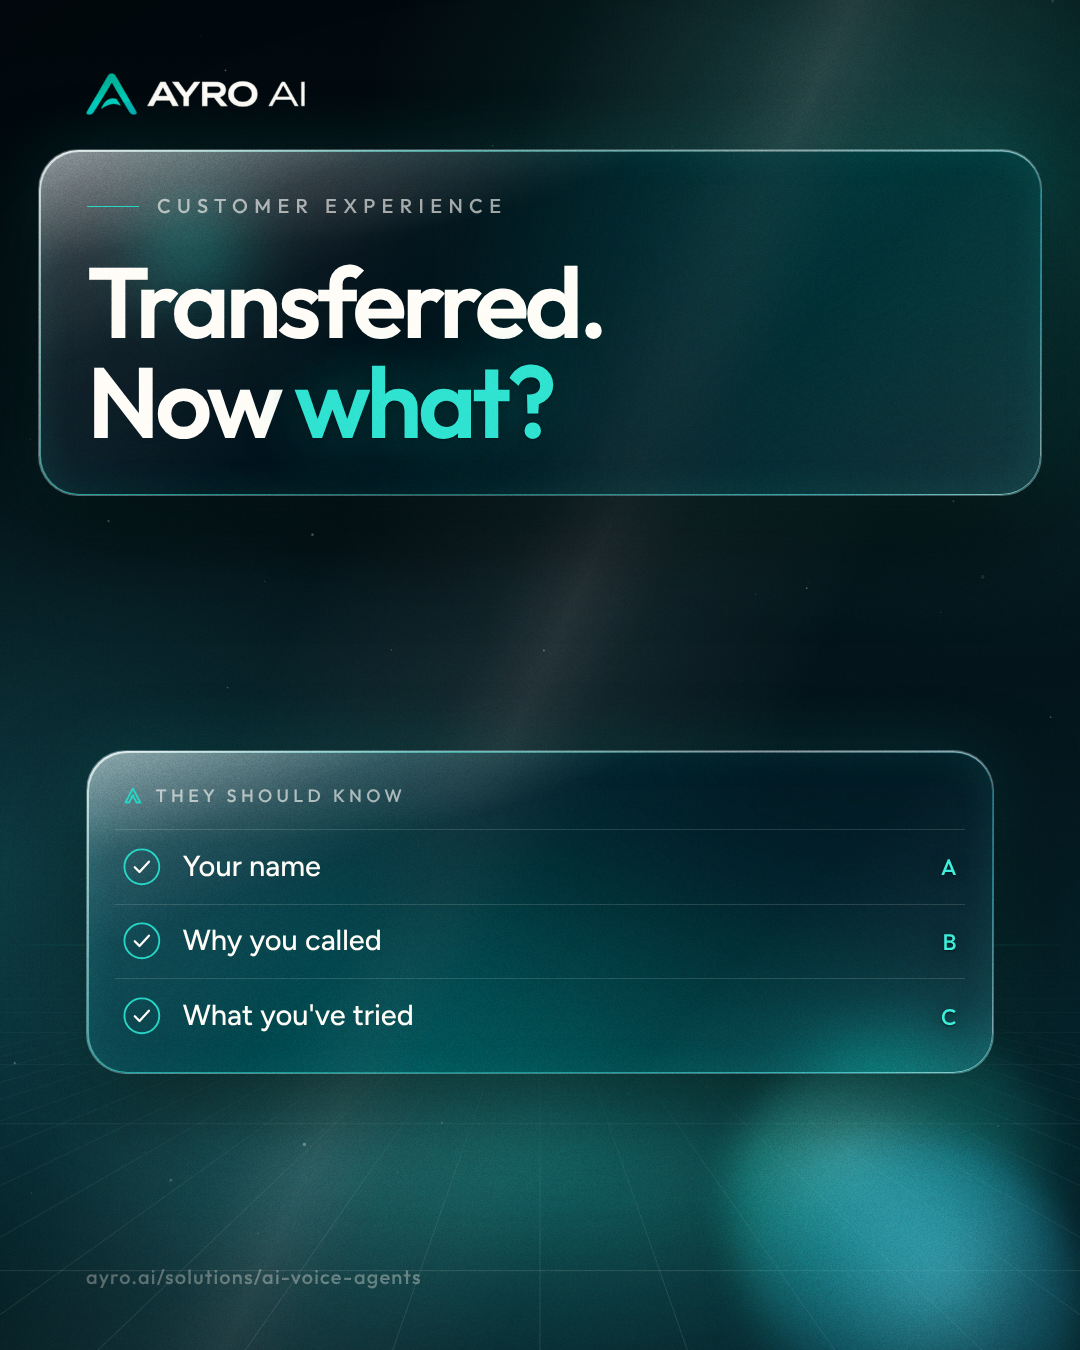 AYRO AI
CUSTOMER EXPERIENCE
Transferred.
Now what?
THEY SHOULD KNOW
Your name A
Why you called B
What you've tried C
ayro.ai/solutions/ai-voice-agents